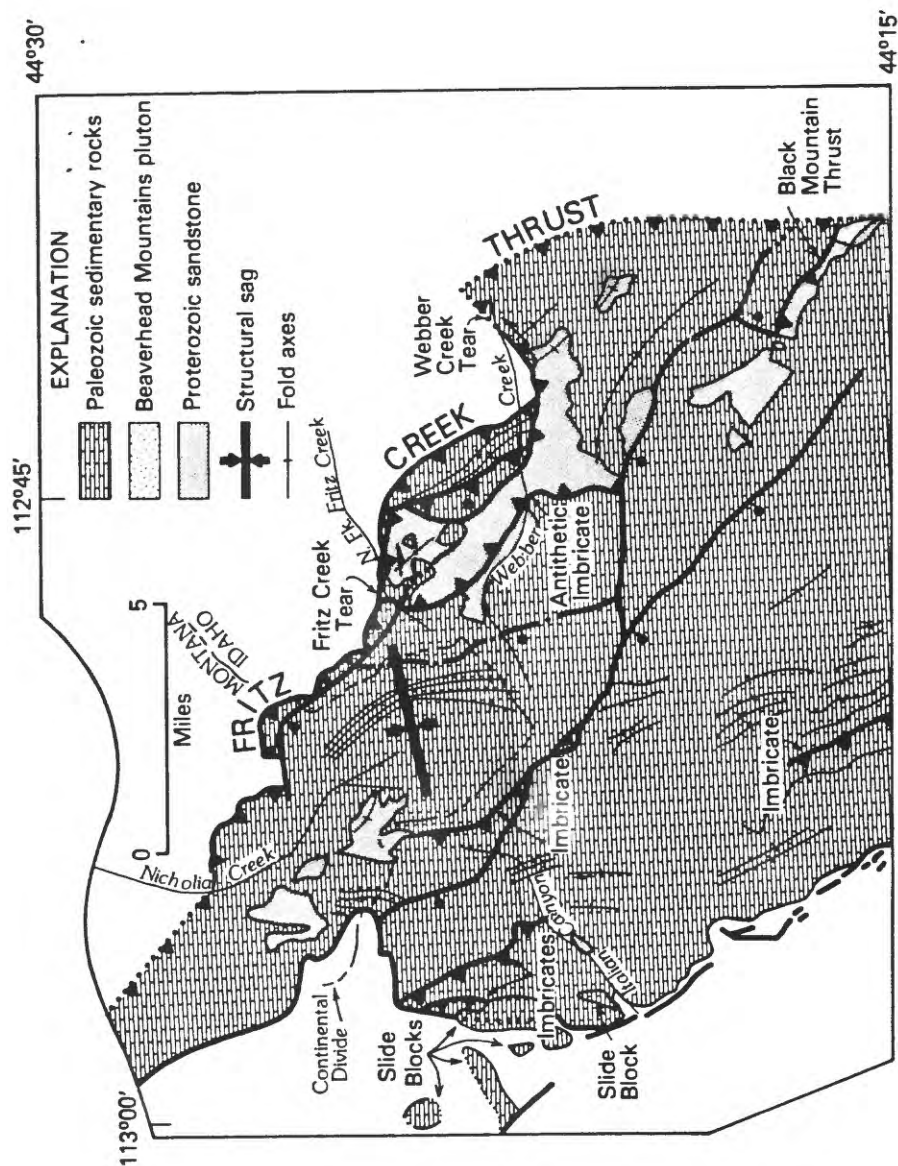 44°30'
EXPLANATION
Paleozoic sedimentary rocks
Beaverhead Mountains pluton
Proterozoic sandstone
Structural sag
Fold axes
112°45'
113°00'
44°15'
MONTANA
IDAHO
0 5
Miles
Nicholia
Creek
Continental
Divide
FRITZ
CREEK
THRUST
Fritz Creek
Tear
N. Fk. Fritz Creek
Webber
Creek
Tear
Webber
Creek
Antithetic
Imbricate
Black
Mountain
Thrust
Slide
Blocks
Imbricates
Imbricates
Imbricate
Italian
Canyon
Slide
Block